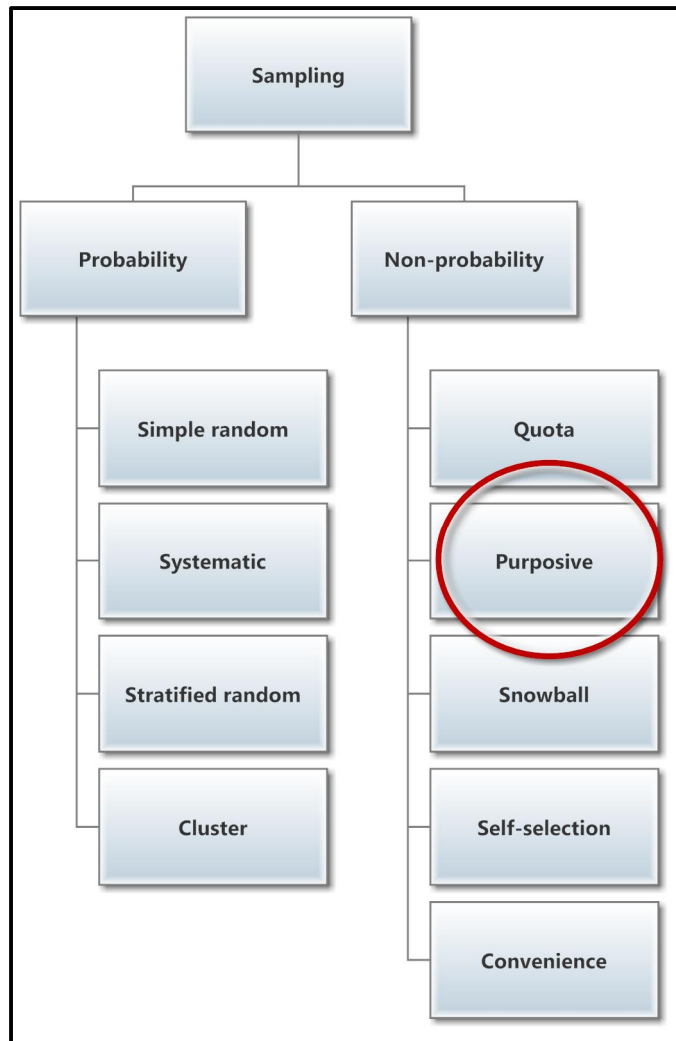 Sampling
Probability
Non-probability
Simple random
Quota
Systematic
Purposive
Stratified random
Snowball
Cluster
Self-selection
Convenience